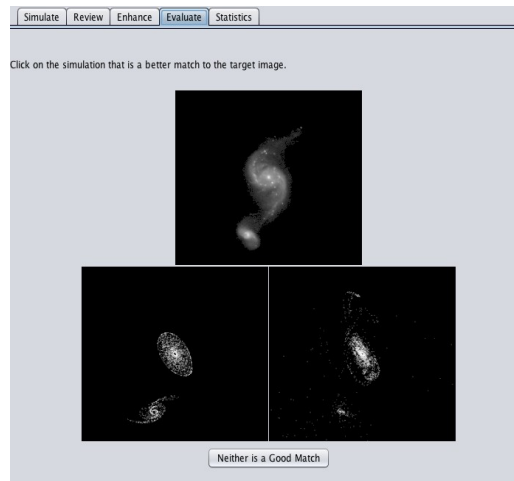 Simulate Review Enhance Evaluate Statistics
Click on the simulation that is a better match to the target image.
Neither is a Good Match